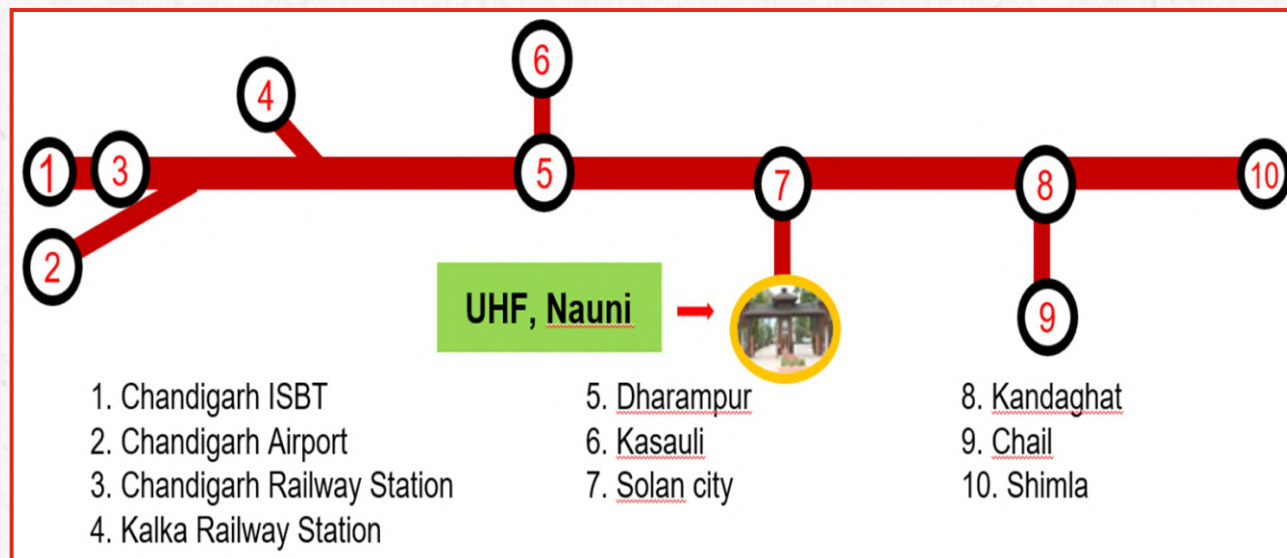 6
4
1
3
5
7
8
10
2
UHF, Nauni
9
1. Chandigarh ISBT
2. Chandigarh Airport
3. Chandigarh Railway Station
4. Kalka Railway Station
5. Dharampur
6. Kasauli
7. Solan city
8. Kandaghat
9. Chail
10. Shimla